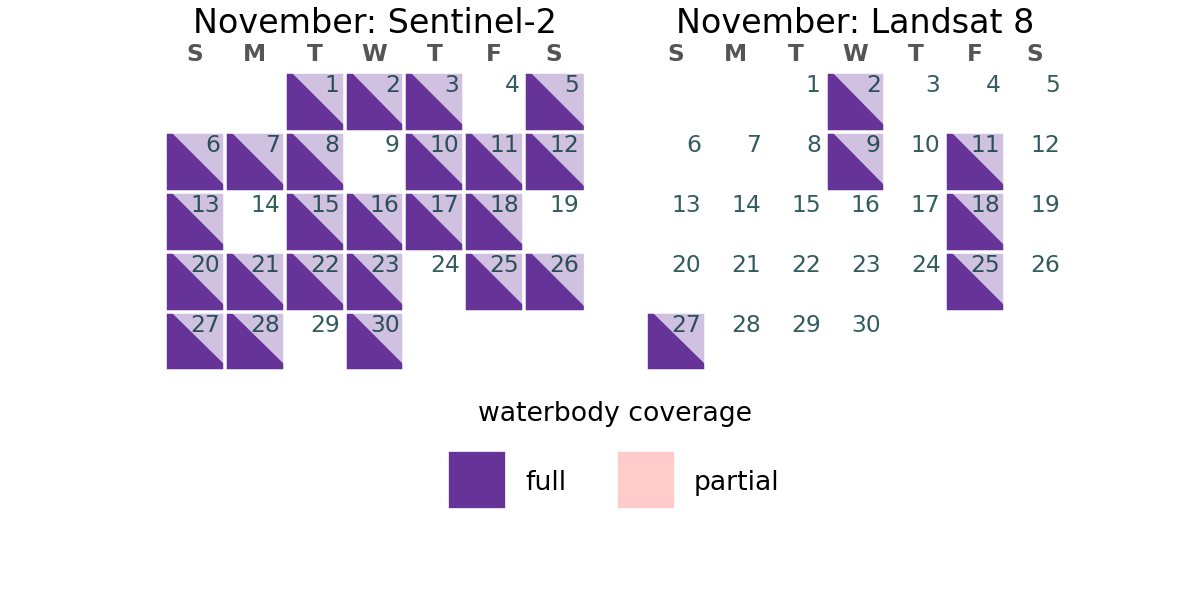 November: Sentinel-2
S M T W T F S
1 2 3 4 5
6 7 8 9 10 11 12
13 14 15 16 17 18 19
20 21 22 23 24 25 26
27 28 29 30
November: Landsat 8
S M T W T F S
1 2 3 4 5
6 7 8 9 10 11 12
13 14 15 16 17 18 19
20 21 22 23 24 25 26
27 28 29 30
waterbody coverage
full partial